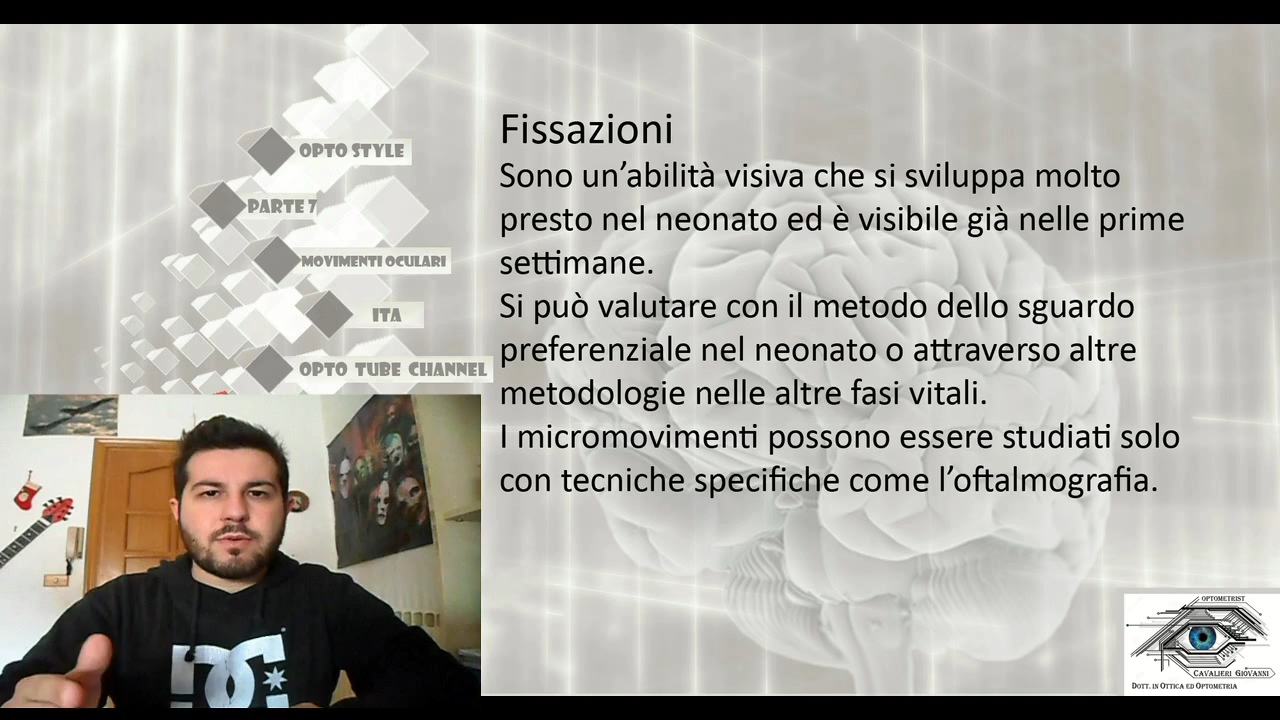 OPTO STYLE
PARTE 7
MOVIMENTI OCULARI
ITA
OPTO TUBE CHANNEL
Fissazioni
Sono un’abilità visiva che si sviluppa molto
presto nel neonato ed è visibile già nelle prime
settimane.
Si può valutare con il metodo dello sguardo
preferenziale nel neonato o attraverso altre
metodologie nelle altre fasi vitali.
I micromovimenti possono essere studiati solo
con tecniche specifiche come l’oftalmografia.
DC
OPTOMETRIST
CAVALIERI GIOVANNI
DOTT. IN OTTICA ED OPTOMETRIA